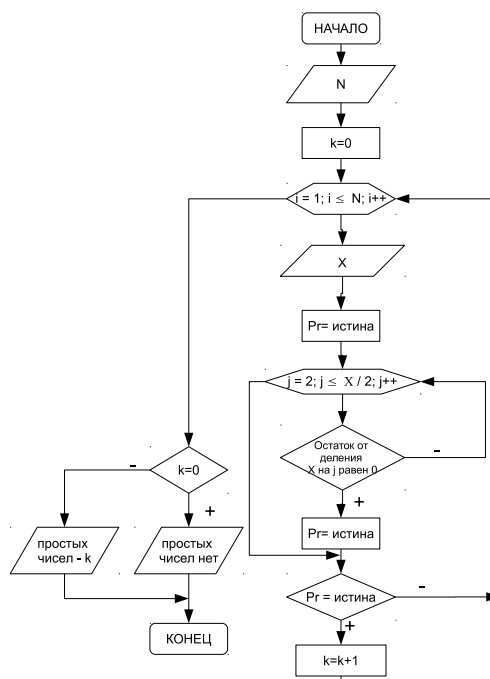 НАЧАЛО
N
k=0
i = 1; i ≤ N; i++
X
Pr= истина
j = 2; j ≤ X / 2; j++
Остаток от
деления
X на j равен 0
-
+
Pr= истина
k=0
-
+
простых
чисел - k
простых
чисел нет
КОНЕЦ
Pr = истина
-
+
k=k+1